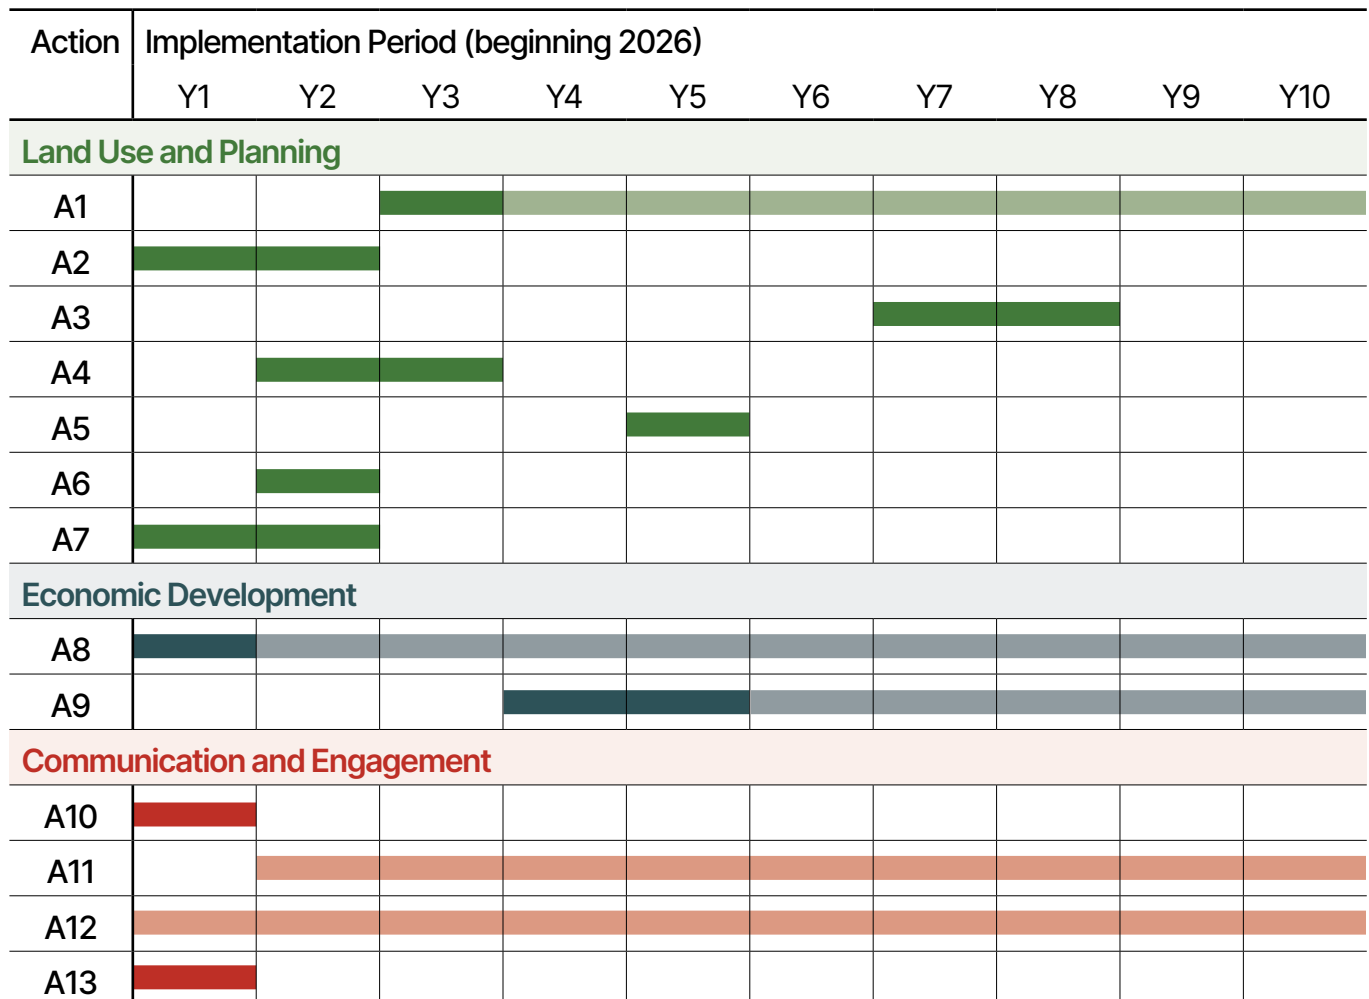 Action Implementation Period (beginning 2026)
Y1 Y2 Y3 Y4 Y5 Y6 Y7 Y8 Y9 Y10
Land Use and Planning
A1
A2
A3
A4
A5
A6
A7
Economic Development
A8
A9
Communication and Engagement
A10
A11
A12
A13